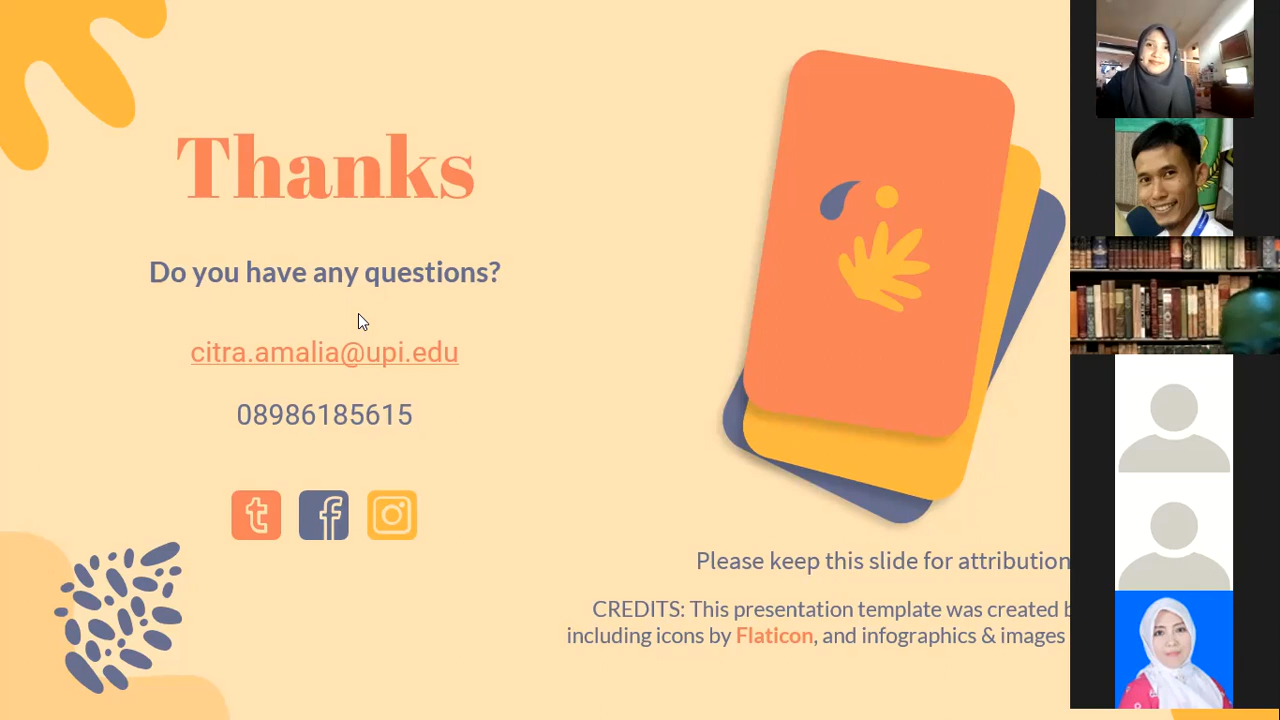 Thanks
Do you have any questions?
citra.amalia@upi.edu
08986185615
Please keep this slide for attribution
CREDITS: This presentation template was created
including icons by Flaticon, and infographics & images